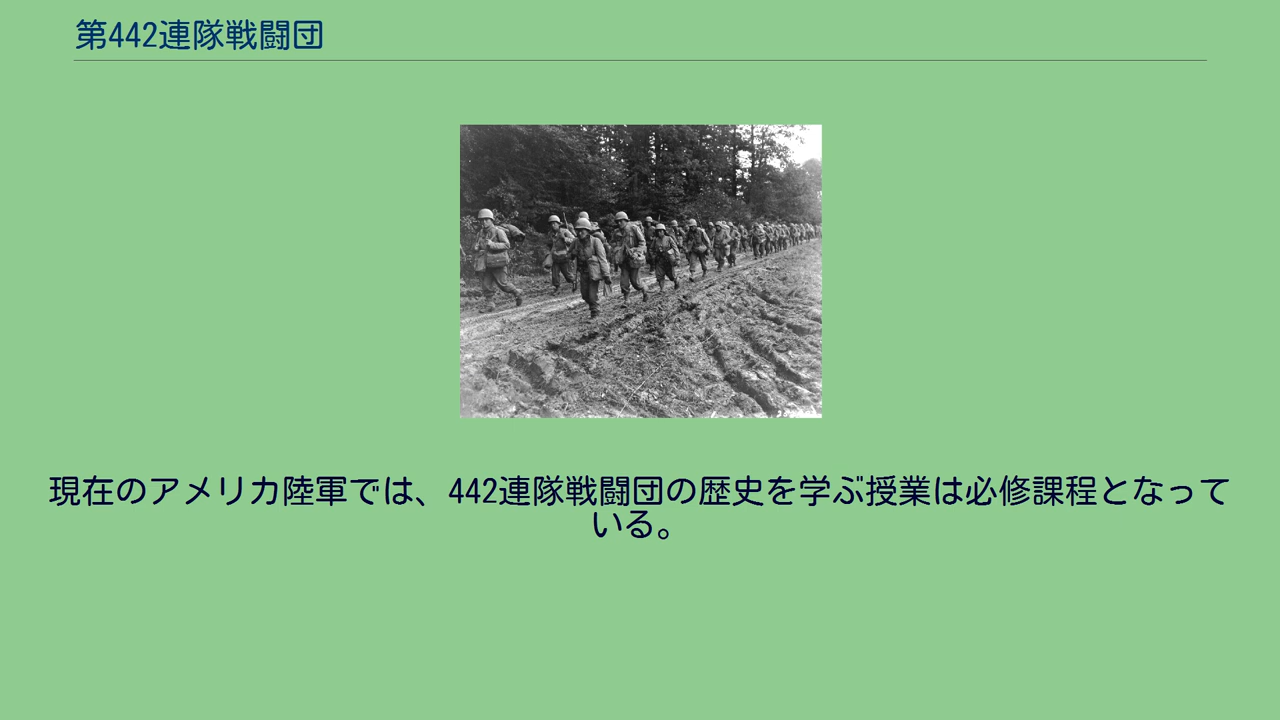 第442連隊戦闘団
現在のアメリカ陸軍では、442連隊戦闘団の歴史を学ぶ授業は必修課程となって
いる。